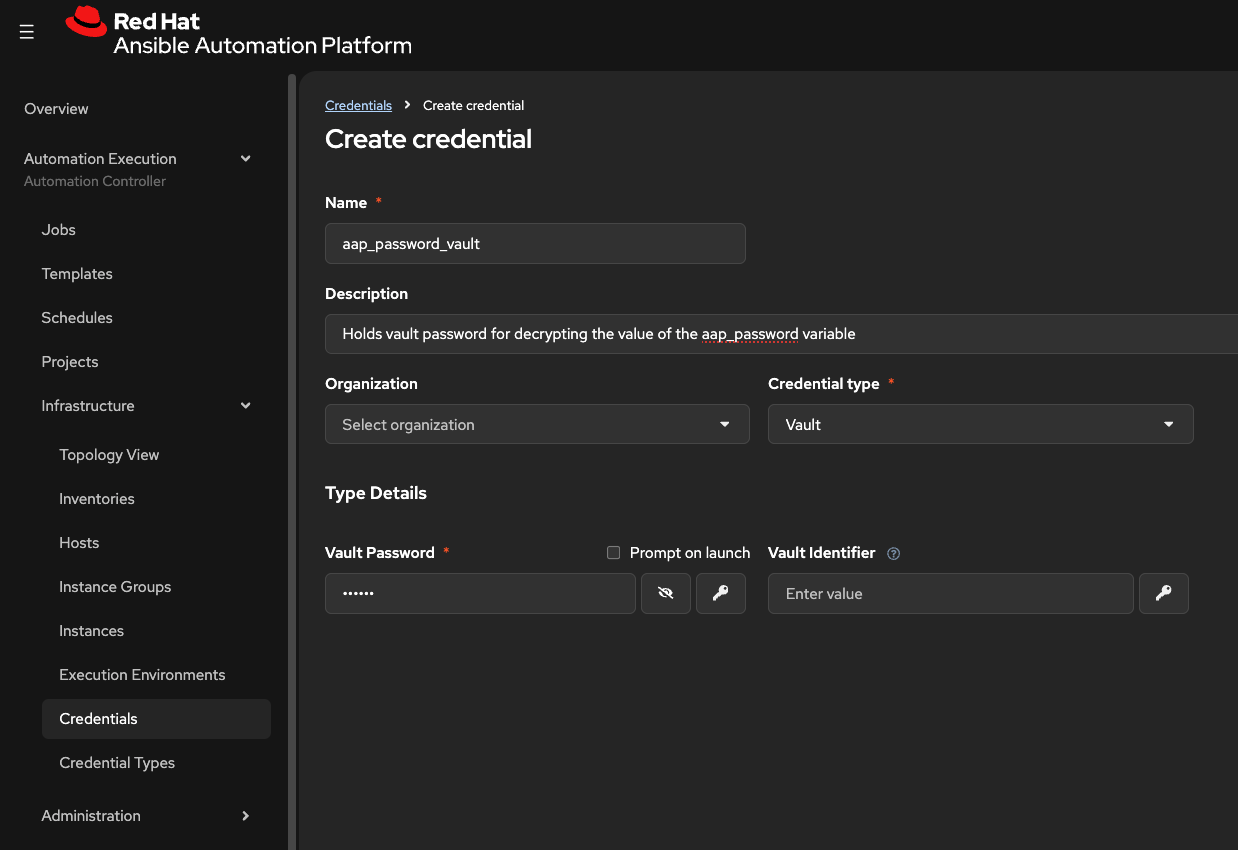 Red Hat
Ansible Automation Platform
Overview
Automation Execution
Automation Controller
Jobs
Templates
Schedules
Projects
Infrastructure
Topology View
Inventories
Hosts
Instance Groups
Instances
Execution Environments
Credentials
Credential Types
Administration
Credentials > Create credential
Create credential
Name *
aap_password_vault
Description
Holds vault password for decrypting the value of the aap_password variable
Organization
Credential type *
Select organization
Vault
Type Details
Vault Password *
Prompt on launch
Vault Identifier
••••••
Enter value